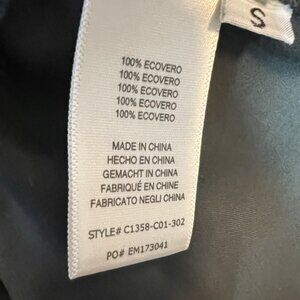 S
100% ECOVERO
100% ECOVERO
100% ECOVERO
100% ECOVERO
100% ECOVERO
MADE IN CHINA
HECHO EN CHINA
GEMACHT IN CHINA
FABRIQUÉ EN CHINE
FABRICATO NEGLI CHINA
STYLE# C1358-C01-302
PO# EM173041